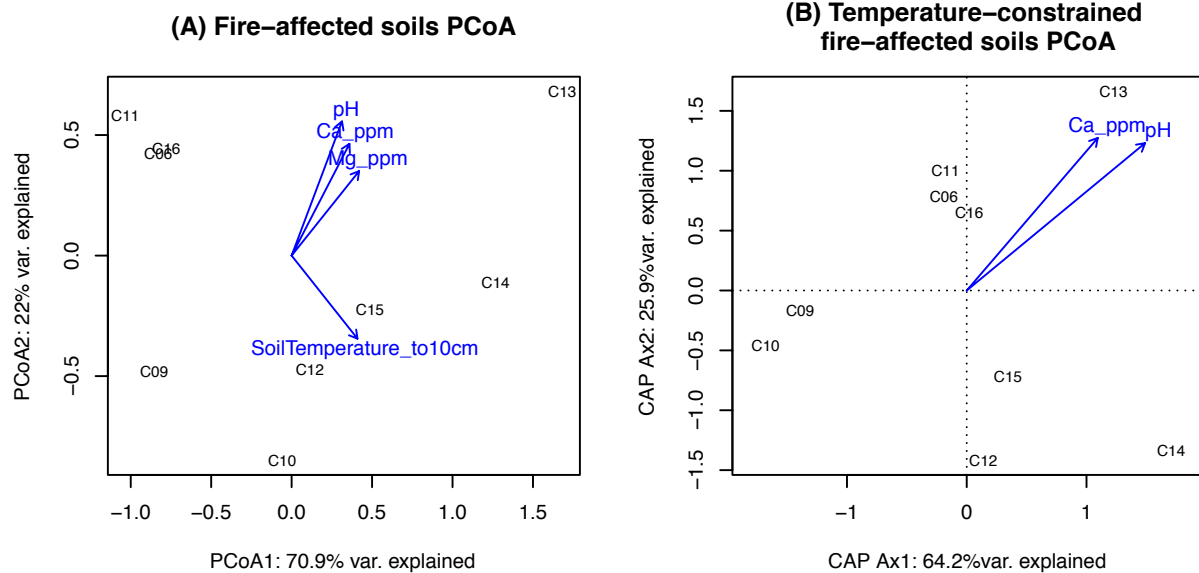 (A) Fire−affected soils PCoA
C13
C11
pH
Ca_ppm
C16
C06
Mg_ppm
C14
C15
SoilTemperature_to10cm
C12
C09
C10
0.5
0.0
−0.5
PCoA2: 22% var. explained
−1.0 −0.5 0.0 0.5 1.0 1.5
PCoA1: 70.9% var. explained
(B) Temperature−constrained
fire−affected soils PCoA
C13
Ca_ppm pH
C11
C06
C16
C09
C10
C15
C14
C12
1.5
1.0
0.5
0.0
−0.5
−1.0
−1.5
CAP Ax2: 25.9%var. explained
−1 0 1
CAP Ax1: 64.2%var. explained